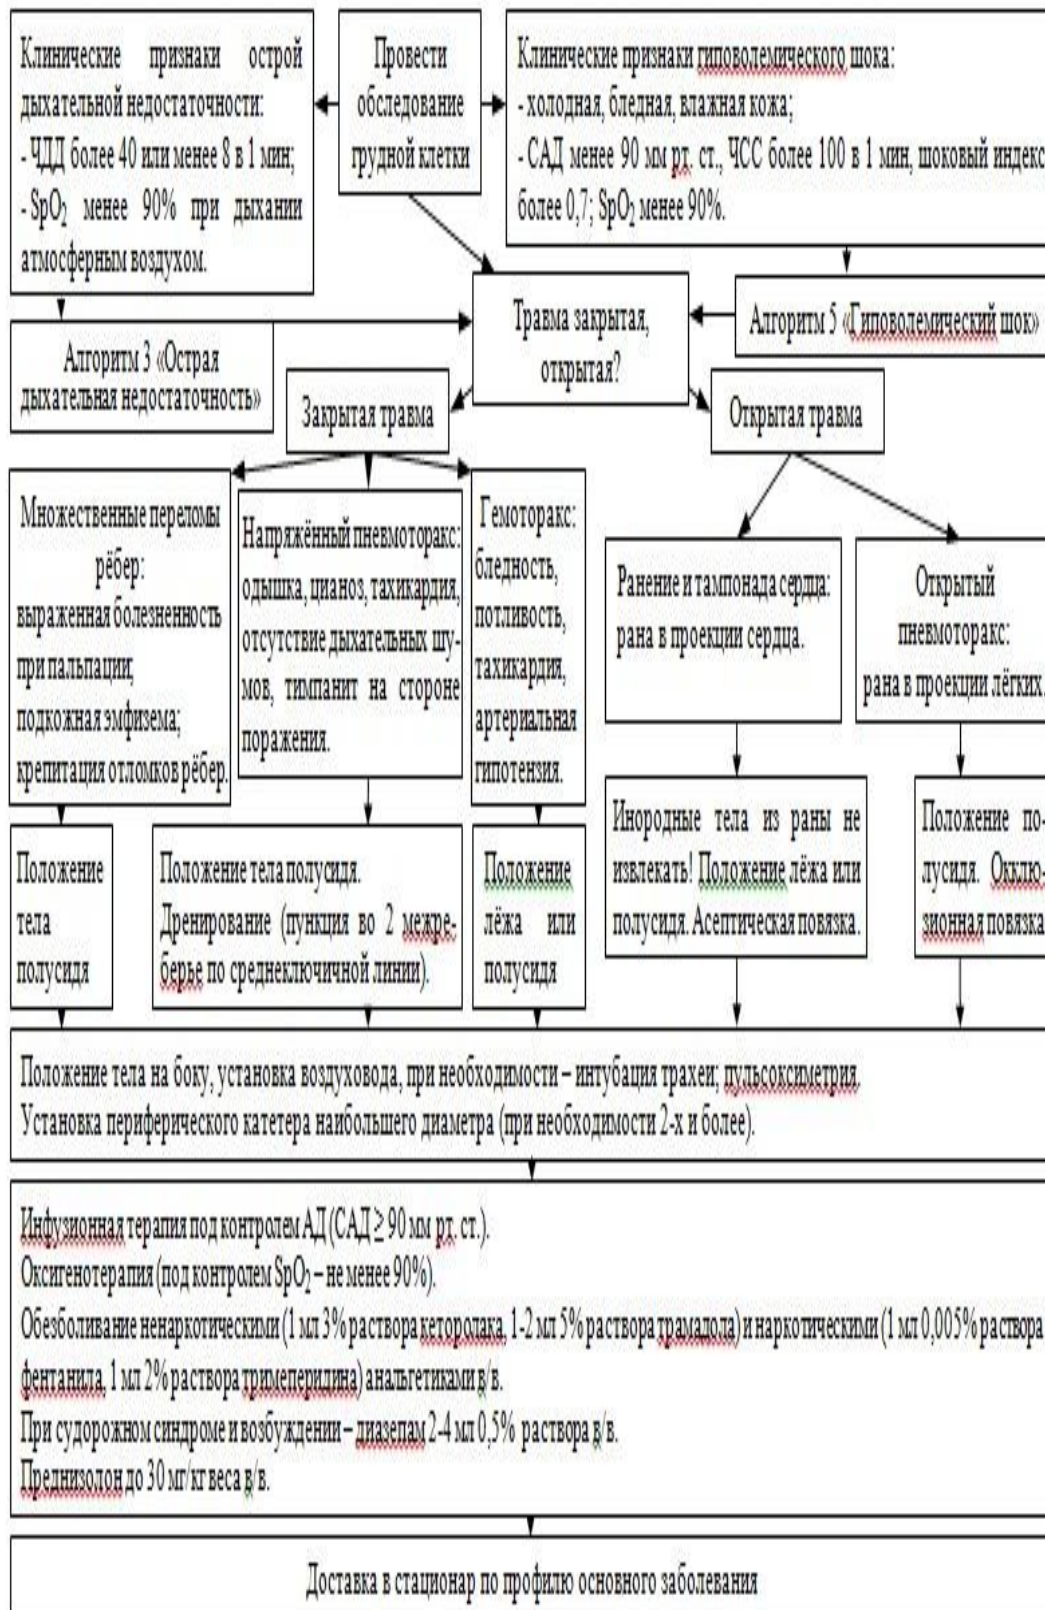 Клинические признаки острой
дыхательной недостаточности:
- ЧДД более 40 или менее 8 в 1 мин;
- SpO₂ менее 90% при дыхании
атмосферным воздухом.
Провести
обследование
грудной клетки
Клинические признаки гиповолемического шока:
- холодная, бледная, влажная кожа;
- САД менее 90 мм рт. ст., ЧСС более 100 в 1 мин, шоковый индекс
более 0,7; SpO₂ менее 90%.
Алгоритм 3 «Острая
дыхательная недостаточность»
Травма закрытая,
открытая?
Алгоритм 5 «Гиповолемический шок»
Закрытая травма
Открытая травма
Множественные переломы
рёбер:
выраженная болезненность
при пальпации;
подкожная эмфизема;
крепитация отломков рёбер.
Напряжённый пневмоторакс:
одышка, цианоз, тахикардия,
отсутствие дыхательных шу-
мов, тимпанит на стороне
поражения.
Гемоторакс:
бледность,
потливость,
тахикардия,
артериальная
гипотензия.
Ранение и тампонада сердца:
рана в проекции сердца.
Открытый
пневмоторакс:
рана в проекции лёгких.
Положение
тела
полусидя
Положение тела полусидя.
Дренирование (пункция во 2 межре-
берье по среднеключичной линии).
Положение
лёжа или
полусидя
Инородные тела из раны не
извлекать! Положение лёжа или
полусидя. Асептическая повязка.
Положение по-
лусидя. Окклю-
зионная повязка
Положение тела на боку, установка воздуховода, при необходимости – интубация трахеи; пульсоксиметрия.
Установка периферического катетера наибольшего диаметра (при необходимости 2-х и более).
Инфузионная терапия под контролем АД (САД ≥ 90 мм рт. ст.).
Оксигенотерапия (под контролем SpO₂ – не менее 90%).
Обезболивание ненаркотическими (1 мл 3% раствора кеторолака, 1-2 мл 5% раствора трамадола) и наркотическими (1 мл 0,005% раствора
фентанила, 1 мл 2% раствора тримеперидина) анальгетиками в/в.
При судорожном синдроме и возбуждении – диазепам 2-4 мл 0,5% раствора в/в.
Преднизолон до 30 мг/кг веса в/в.
Доставка в стационар по профилю основного заболевания